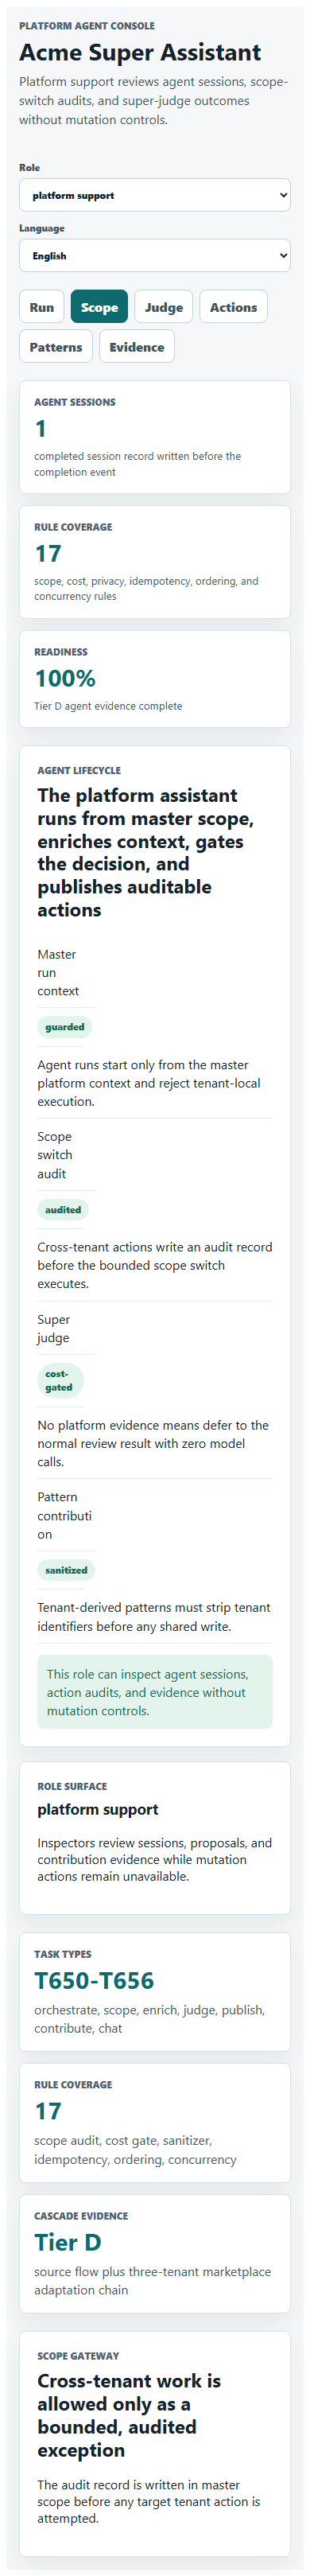 PLATFORM AGENT CONSOLE
Acme Super Assistant
Platform support reviews agent sessions, scope-
switch audits, and super-judge outcomes
without mutation controls.
Role
platform support
Language
English
Run Scope Judge Actions
Patterns Evidence
AGENT SESSIONS
1
completed session record written before the
completion event
RULE COVERAGE
17
scope, cost, privacy, idempotency, ordering, and
concurrency rules
READINESS
100%
Tier D agent evidence complete
AGENT LIFECYCLE
The platform assistant
runs from master scope,
enriches context, gates
the decision, and
publishes auditable
actions
Master
run
context
guarded
Agent runs start only from the master
platform context and reject tenant-local
execution.
Scope
switch
audit
audited
Cross-tenant actions write an audit record
before the bounded scope switch
executes.
Super
judge
cost-
gated
No platform evidence means defer to the
normal review result with zero model
calls.
Pattern
contributi
on
sanitized
Tenant-derived patterns must strip tenant
identifiers before any shared write.
This role can inspect agent sessions,
action audits, and evidence without
mutation controls.
ROLE SURFACE
platform support
Inspectors review sessions, proposals, and
contribution evidence while mutation
actions remain unavailable.
TASK TYPES
T650-T656
orchestrate, scope, enrich, judge, publish,
contribute, chat
RULE COVERAGE
17
scope audit, cost gate, sanitizer,
idempotency, ordering, concurrency
CASCADE EVIDENCE
Tier D
source flow plus three-tenant marketplace
adaptation chain
SCOPE GATEWAY
Cross-tenant work is
allowed only as a
bounded, audited
exception
The audit record is written in master
scope before any target tenant action is
attempted.